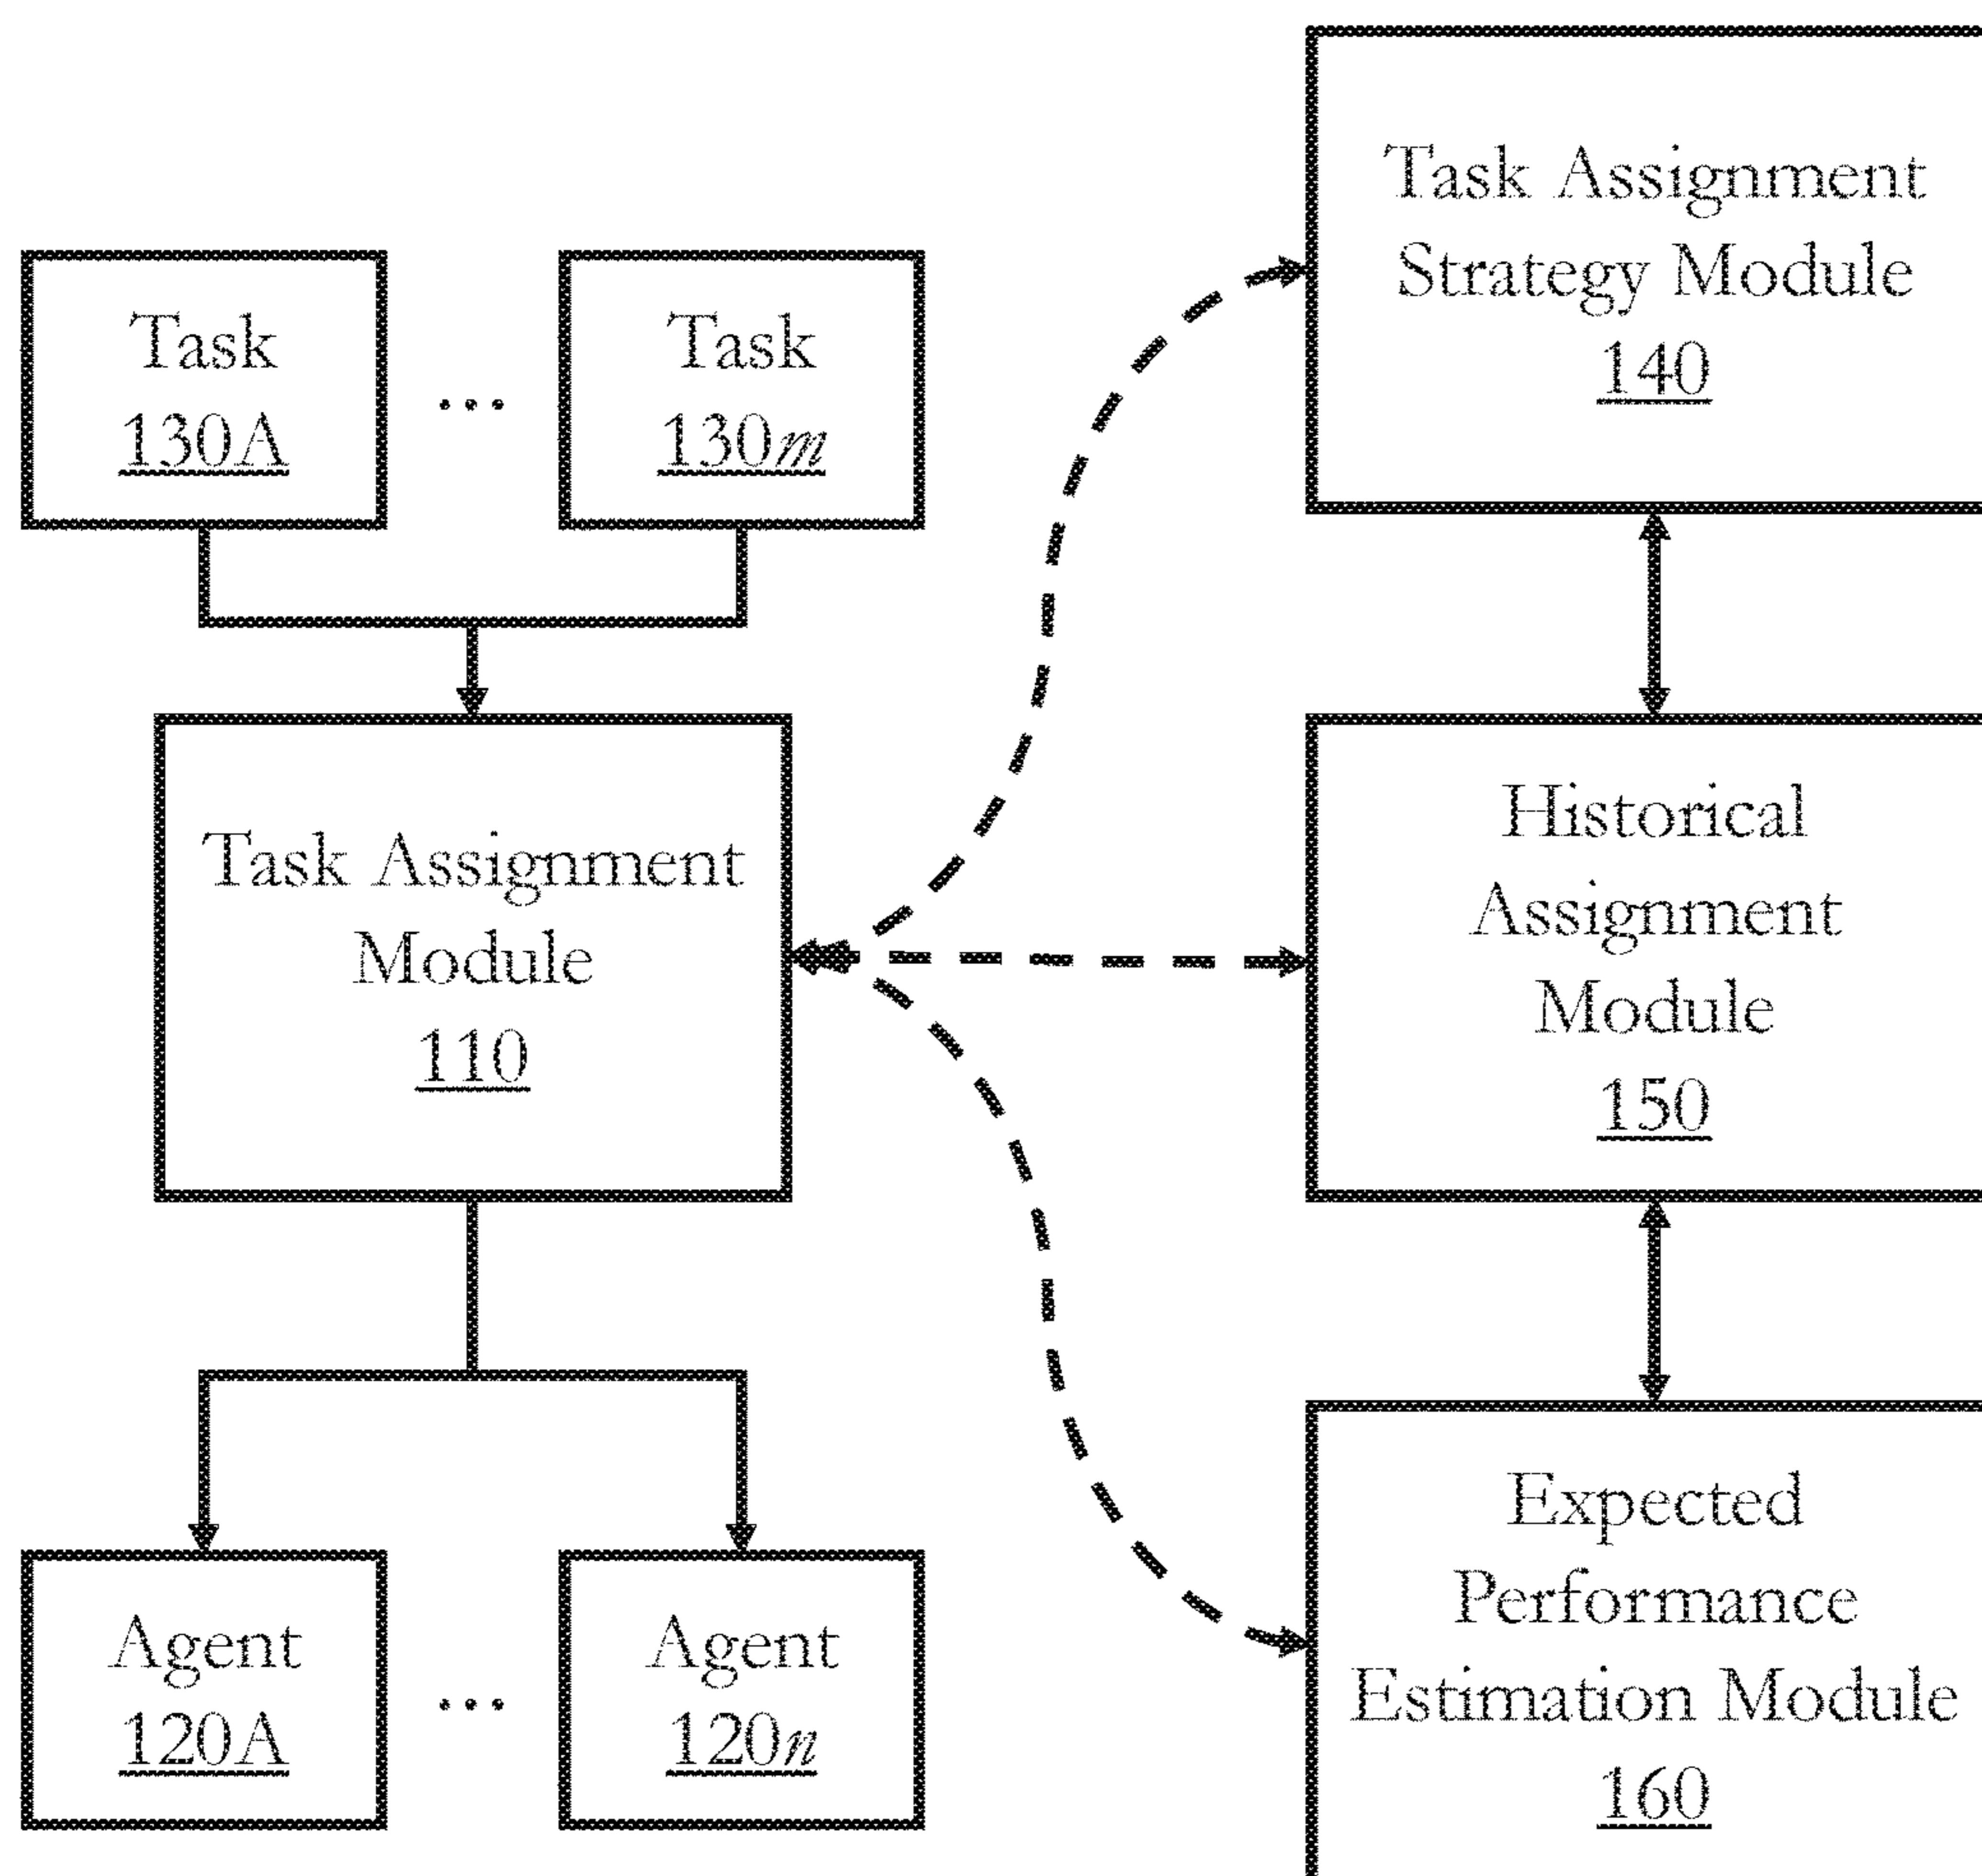 Task Assignment
Strategy Module
140
Task
130A
...
Task
130m
Task Assignment
Module
110
Historical
Assignment
Module
150
Agent
120A
...
Agent
120n
Expected
Performance
Estimation Module
160